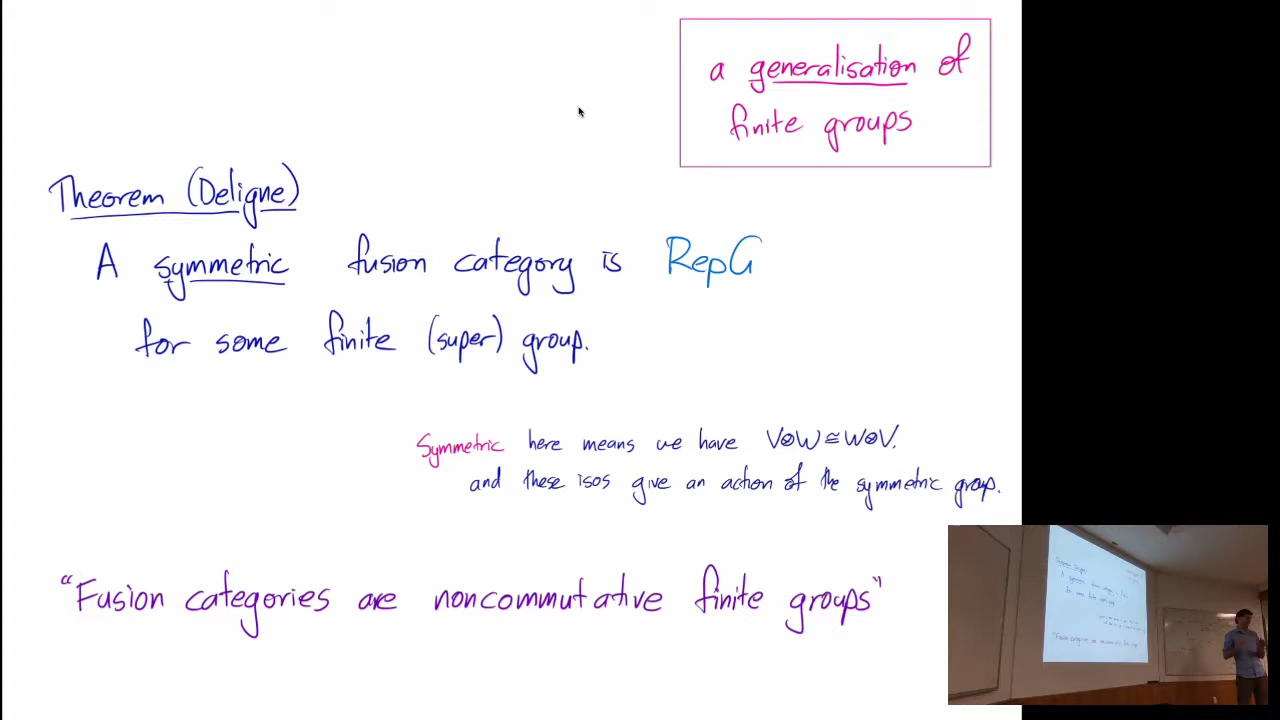 a generalisation of
finite groups
Theorem (Deligne)
A symmetric fusion category is RepG
for some finite (super) group.
Symmetric here means we have V⊗W≅W⊗V.
and these isos give an action of the symmetric group.
"Fusion categories are noncommutative finite groups"